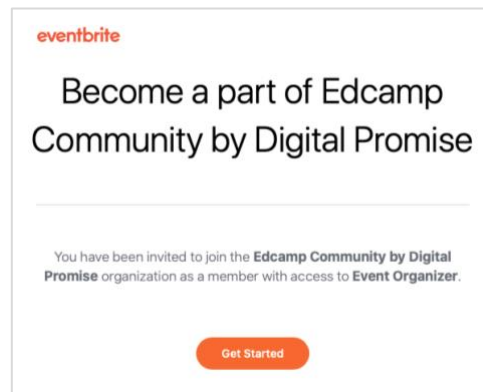 eventbrite
Become a part of Edcamp
Community by Digital Promise
You have been invited to join the Edcamp Community by Digital
Promise organization as a member with access to Event Organizer.
Get Started